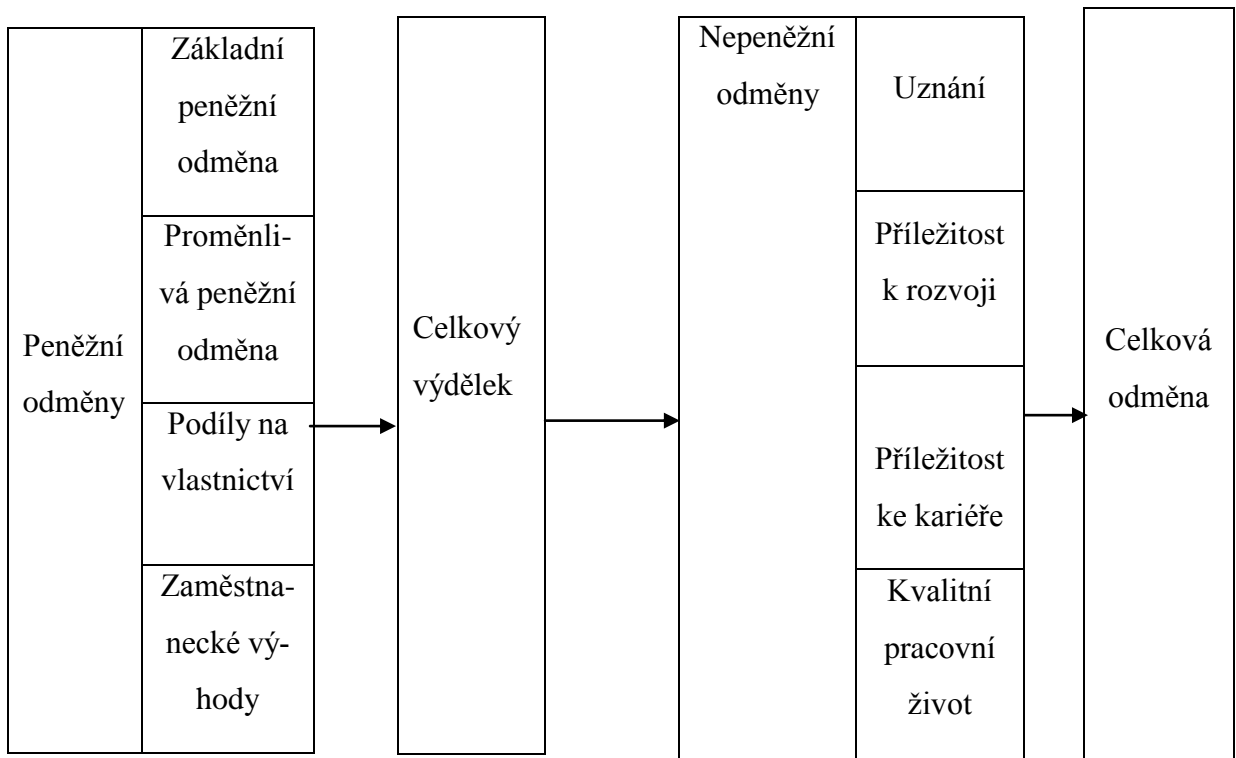 Peněžní
odměny
Základní
peněžní
odměna
Proměnli-
vá peněžní
odměna
Podíly na
vlastnictví
Zaměstna-
necké vý-
hody
Celkový
výdělek
Nepeněžní
odměny
Uznání
Příležitost
k rozvoji
Příležitost
ke kariéře
Kvalitní
pracovní
život
Celková
odměna